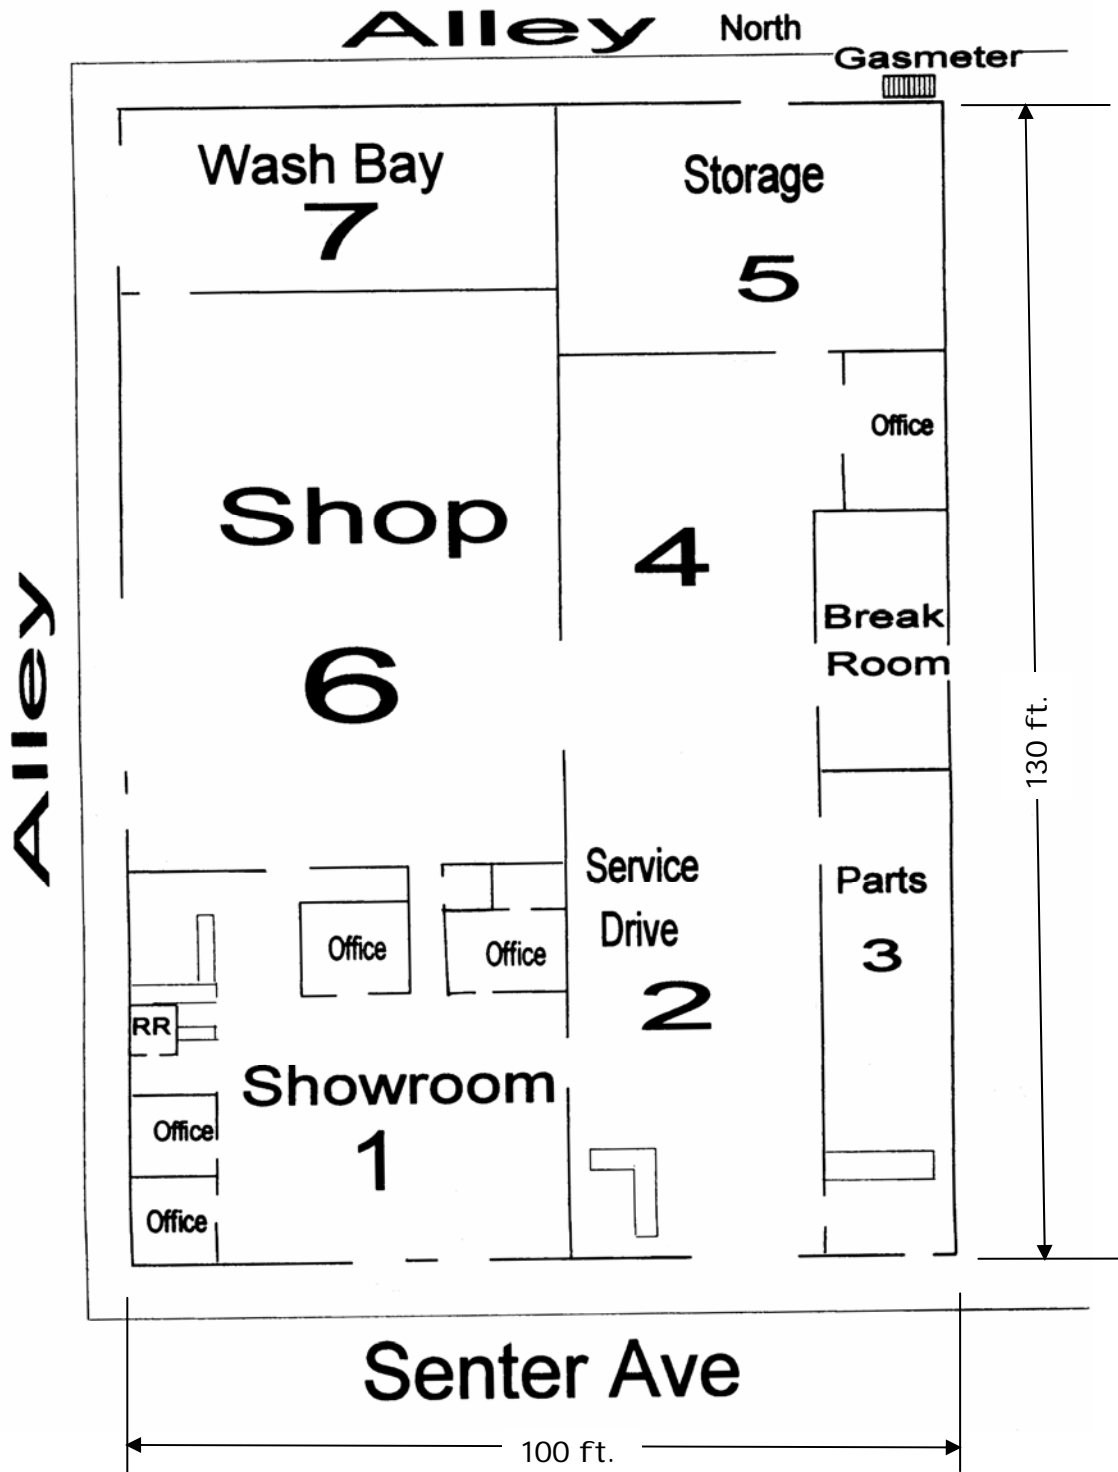 Alley
North
Gasmeter
Wash Bay
7
Storage
5
Office
Shop
4
Break
Room
6
Alley
130 ft.
Service
Drive
2
Parts
3
Office
Office
RR
Showroom
1
Office
Office
Senter Ave
100 ft.